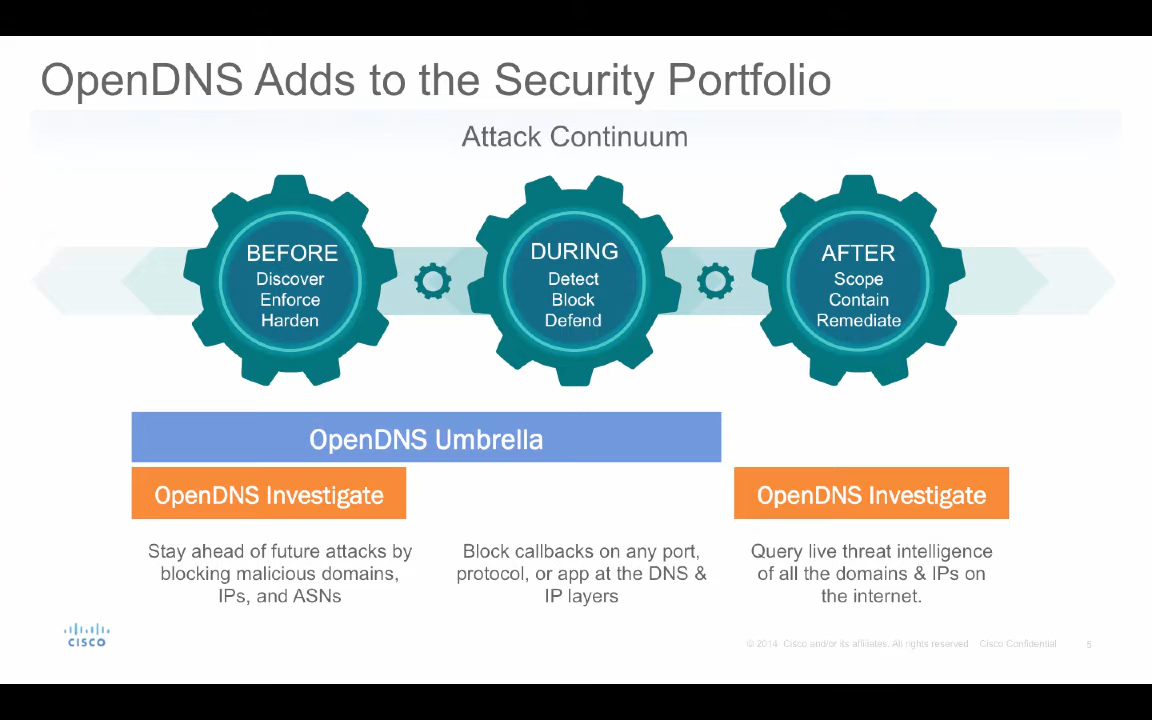 OpenDNS Adds to the Security Portfolio
Attack Continuum
BEFORE
Discover
Enforce
Harden
DURING
Detect
Block
Defend
AFTER
Scope
Contain
Remediate
OpenDNS Umbrella
OpenDNS Investigate
OpenDNS Investigate
Stay ahead of future attacks by
blocking malicious domains,
IPs, and ASNs
Block callbacks on any port,
protocol, or app at the DNS &
IP layers
Query live threat intelligence
of all the domains & IPs on
the internet.
CISCO
© 2014 Cisco and/or its affiliates. All rights reserved Cisco Confidential 5